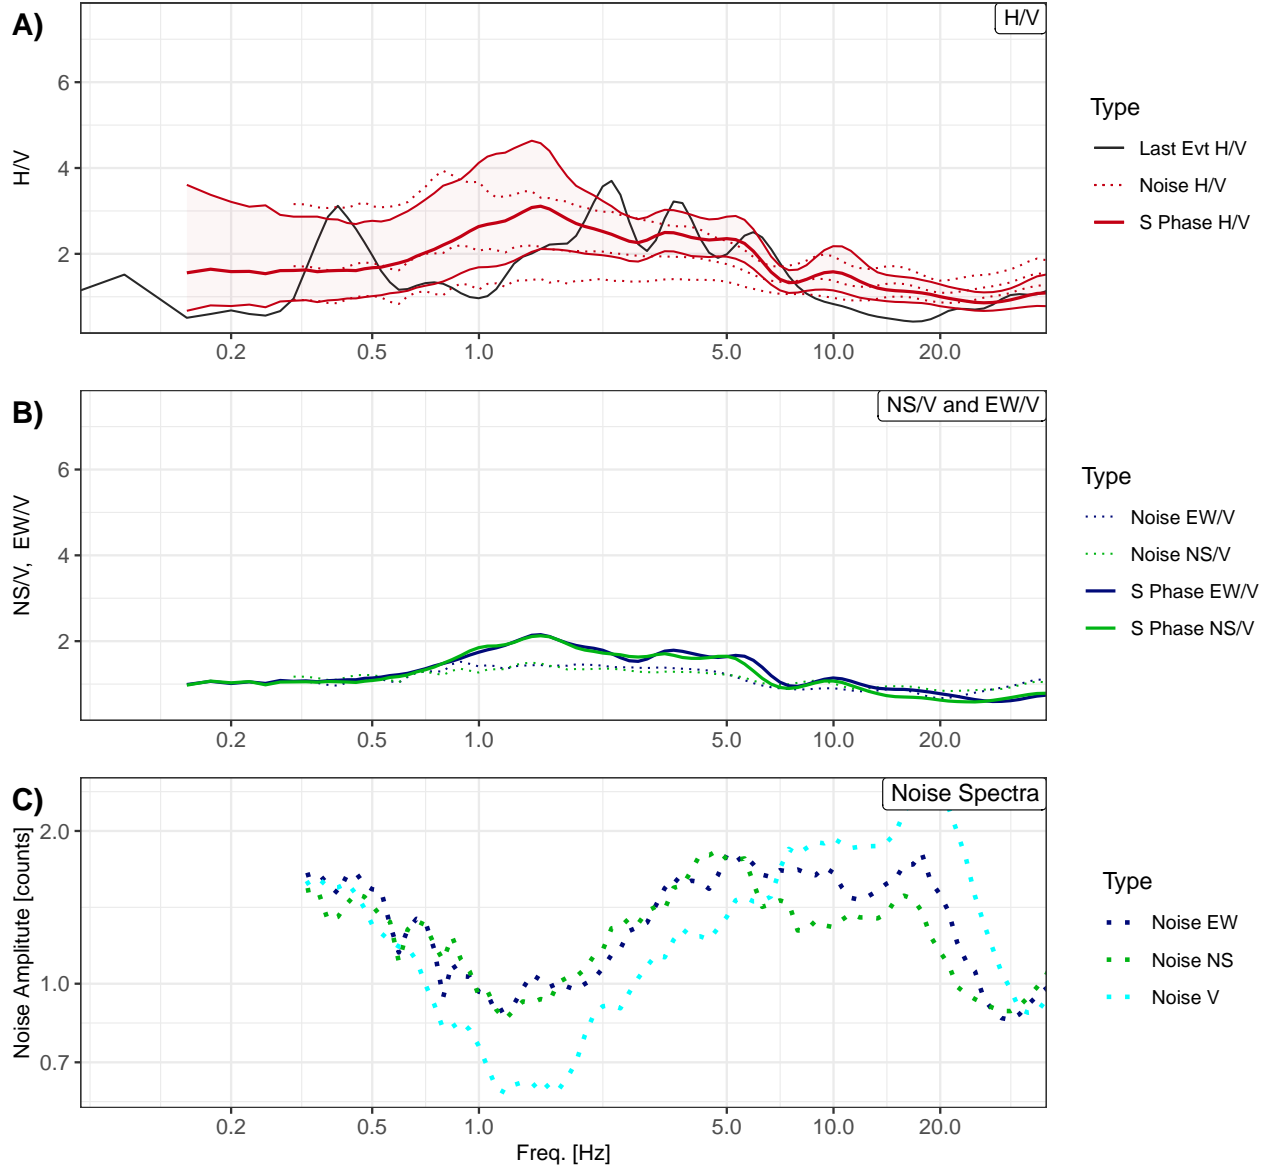 A)
H/V
6
4
2
H/V
0.2 0.5 1.0 5.0 10.0 20.0
Type
Last Evt H/V
Noise H/V
S Phase H/V
B)
NS/V and EW/V
6
4
2
NS/V, EW/V
0.2 0.5 1.0 5.0 10.0 20.0
Type
Noise EW/V
Noise NS/V
S Phase EW/V
S Phase NS/V
C)
Noise Spectra
2.0
1.0
0.7
Noise Amplitute [counts]
0.2 0.5 1.0 5.0 10.0 20.0
Freq. [Hz]
Type
Noise EW
Noise NS
Noise V